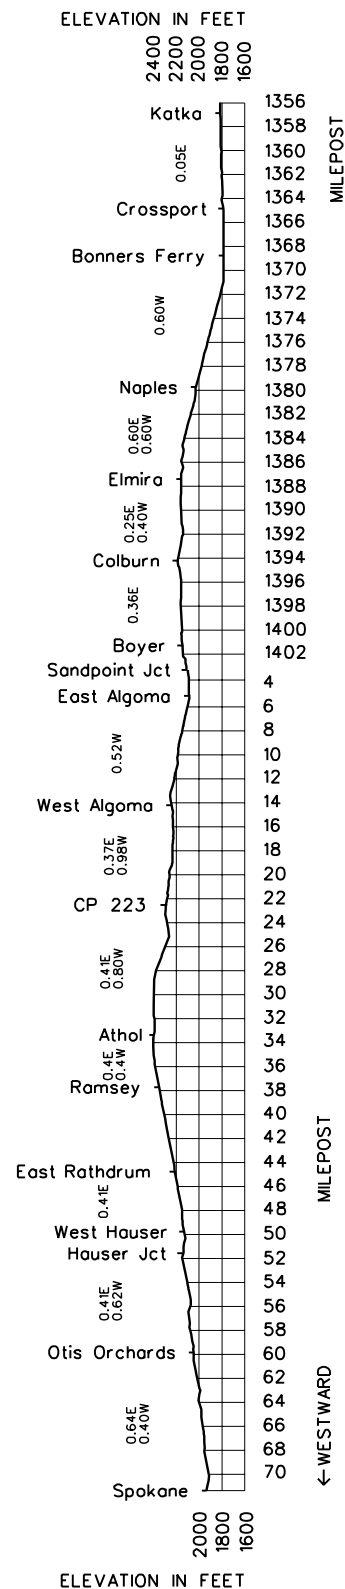 ELEVATION IN FEET
2400 2200 2000 1800 1600
MILEPOST
1356
Katka
1358
1360
0.05E
1362
1364
Crossport
1366
1368
Bonners Ferry
1370
1372
0.60W
1374
1376
1378
Naples
1380
1382
0.60E
0.60W
1384
1386
Elmira
1388
0.25E
0.40W
1390
1392
Colburn
1394
1396
0.36E
1398
1400
Boyer
1402
Sandpoint Jct
4
East Algoma
6
8
0.52W
10
12
West Algoma
14
16
0.37E
0.98W
18
20
22
CP 223
24
26
0.41E
0.80W
28
30
32
Athol
34
0.4E
0.4W
36
Ramsey
38
40
42
MILEPOST
44
East Rathdrum
46
0.41E
48
West Hauser
50
Hauser Jct
52
54
0.41E
0.62W
56
58
Otis Orchards
60
62
64
0.64E
0.40W
66
68
←WESTWARD
70
Spokane
2000 1800 1600
ELEVATION IN FEET